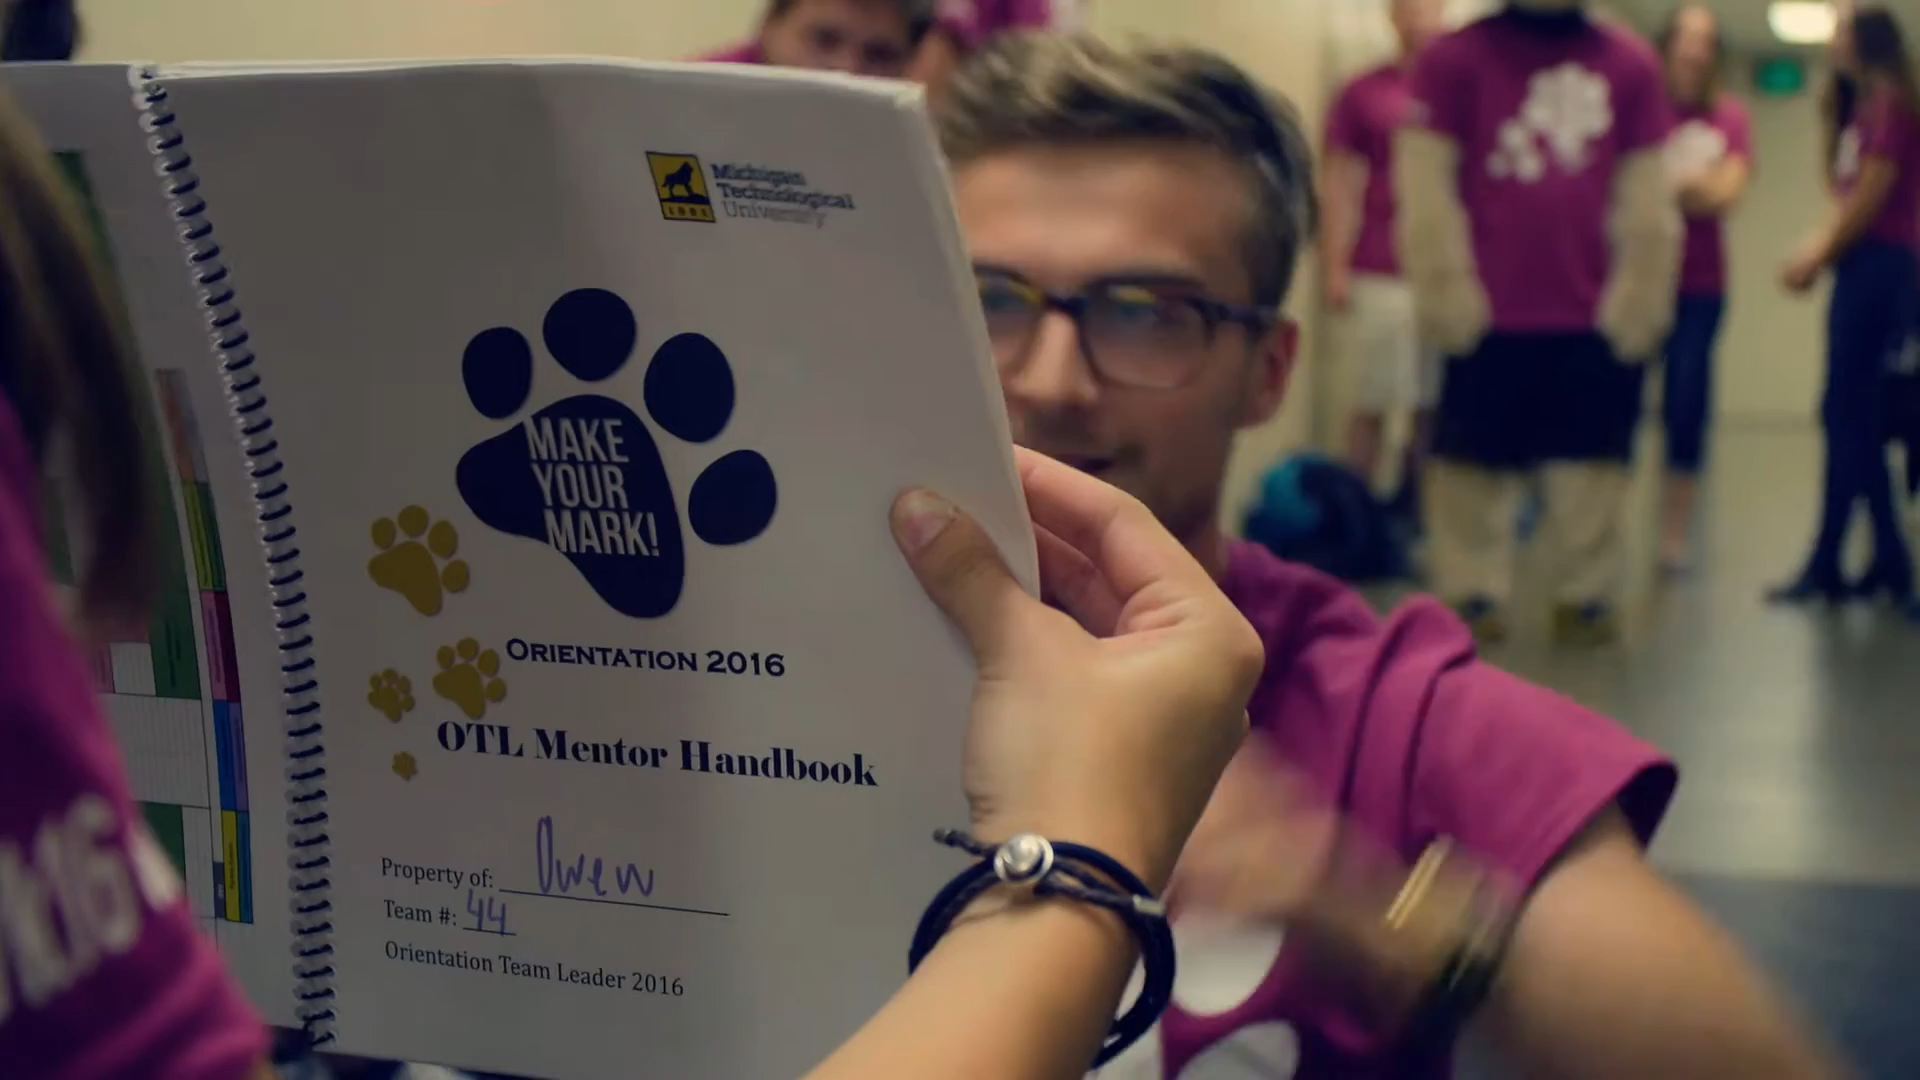 Michigan
Technological
University
1885
MAKE
YOUR
MARK!
ORIENTATION 2016
OTL Mentor Handbook
Property of: Owen
Team #: 44
Orientation Team Leader 2016